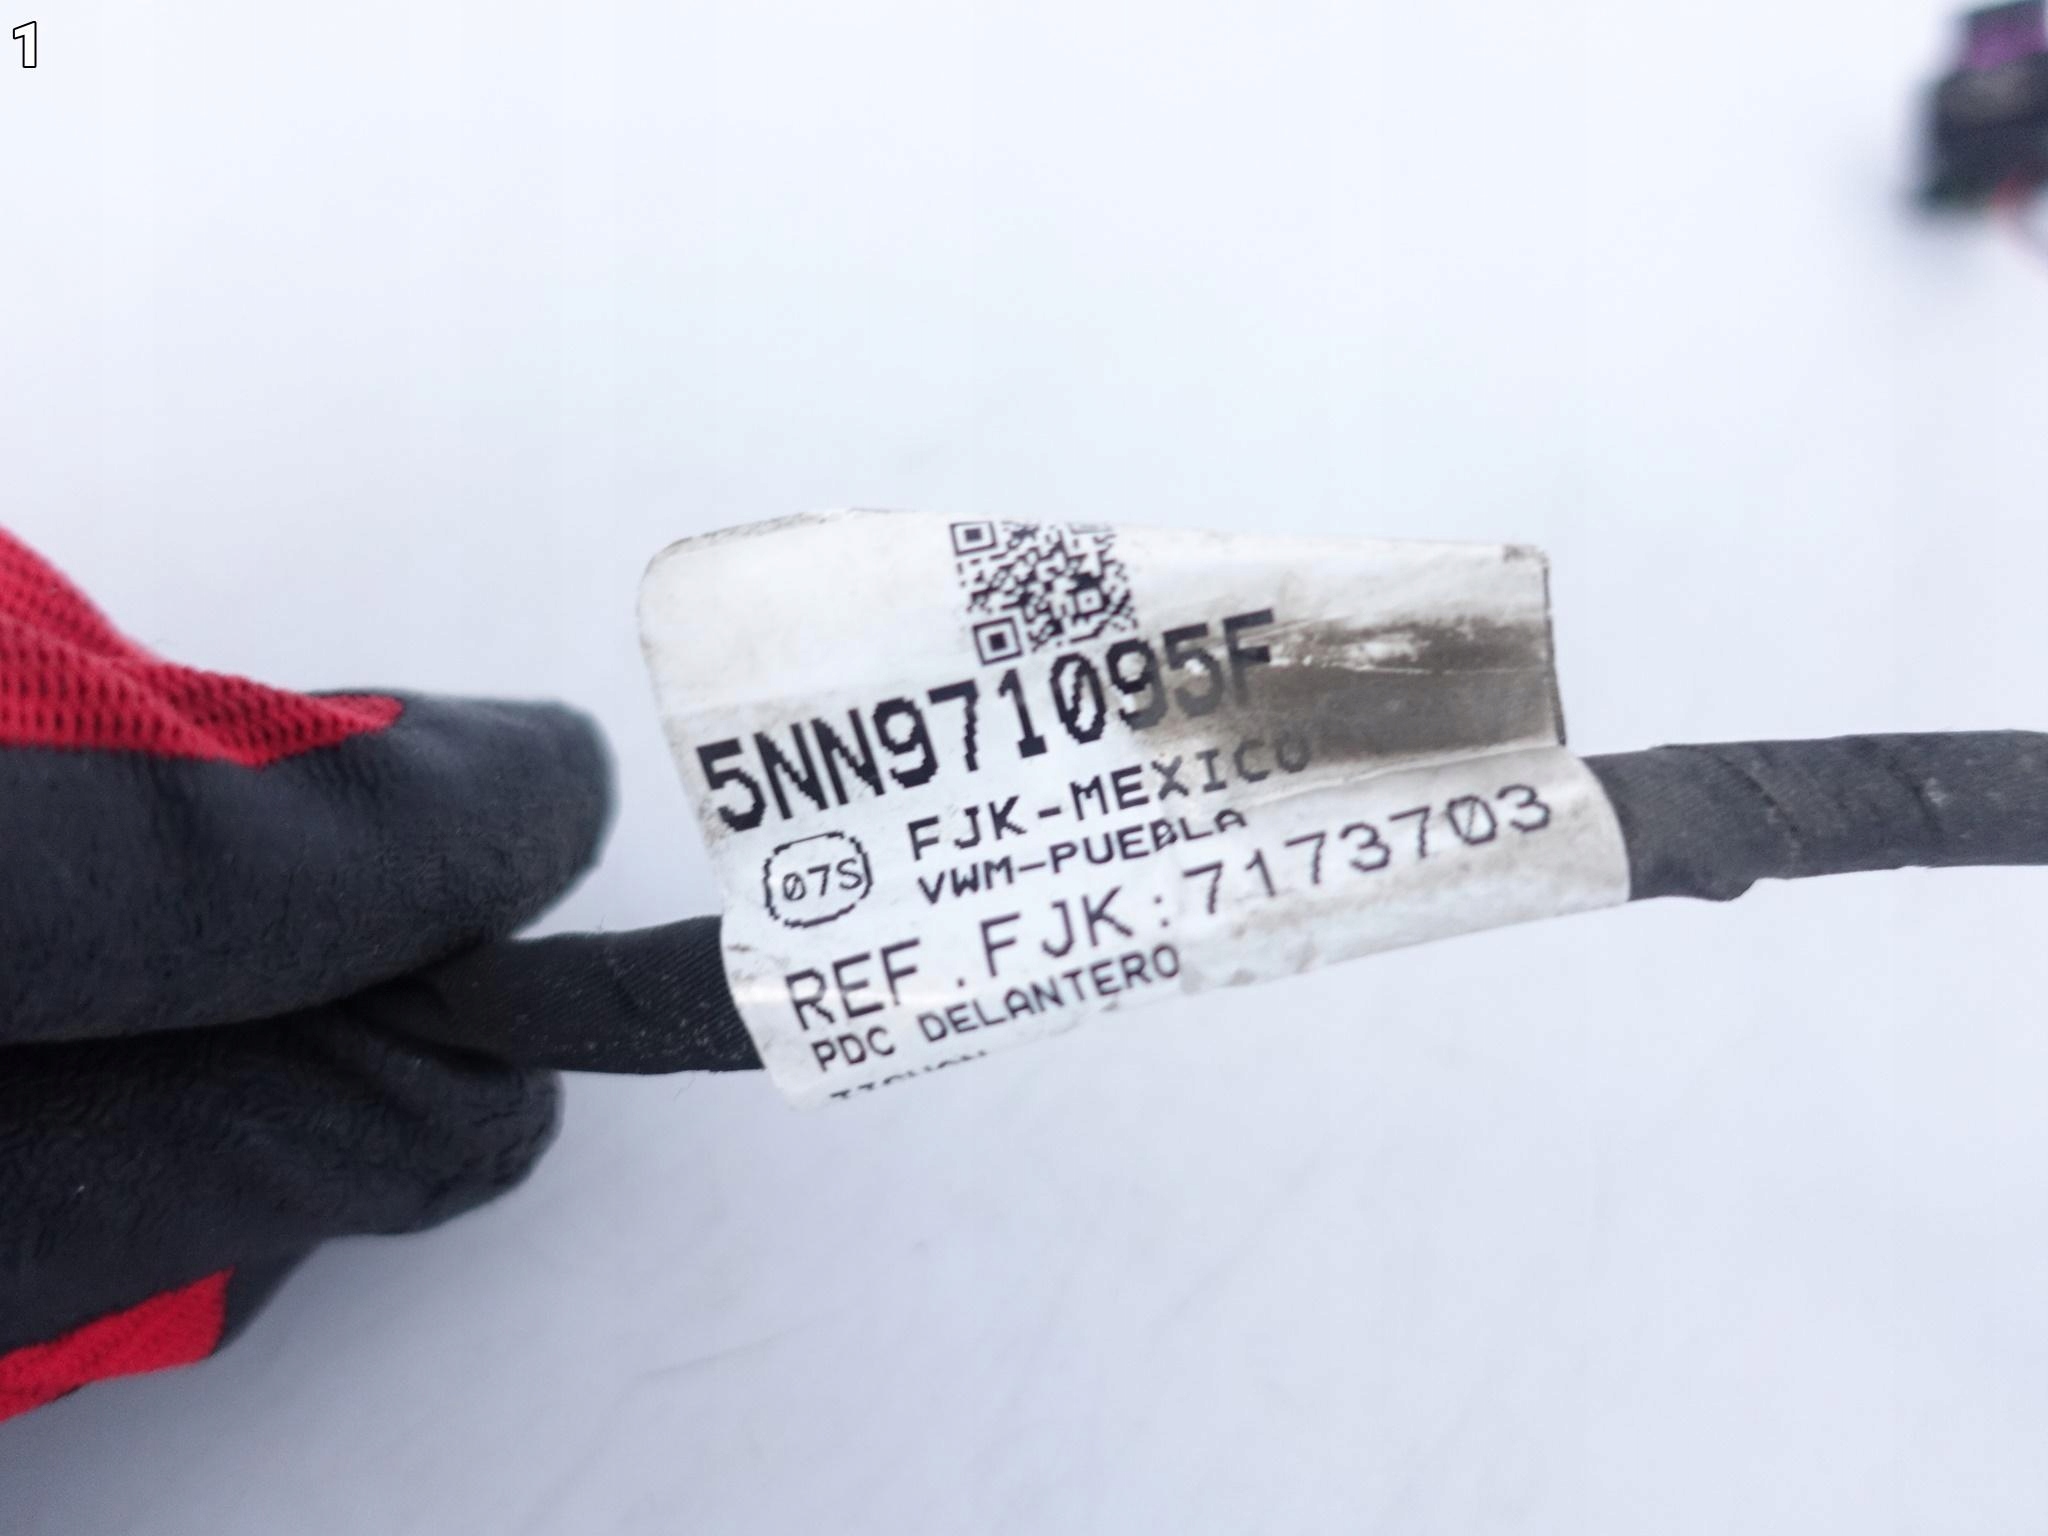 1
5NN971095F
FJK-MEXICO
07S
VWM-PUEBLA
REF.FJK:7173703
PDC DELANTERO